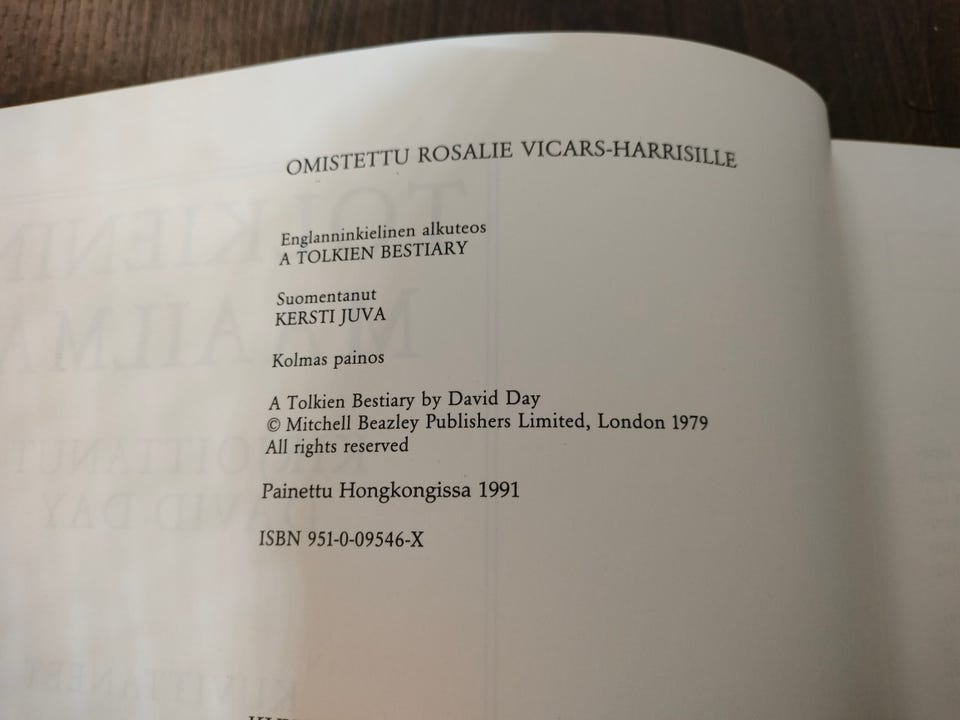 OMISTETTU ROSALIE VICARS-HARRISILLE
Englanninkielinen alkuteos
A TOLKIEN BESTIARY
Suomentanut
KERSTI JUVA
Kolmas painos
A Tolkien Bestiary by David Day
© Mitchell Beazley Publishers Limited, London 1979
All rights reserved
Painettu Hongkongissa 1991
ISBN 951-0-09546-X